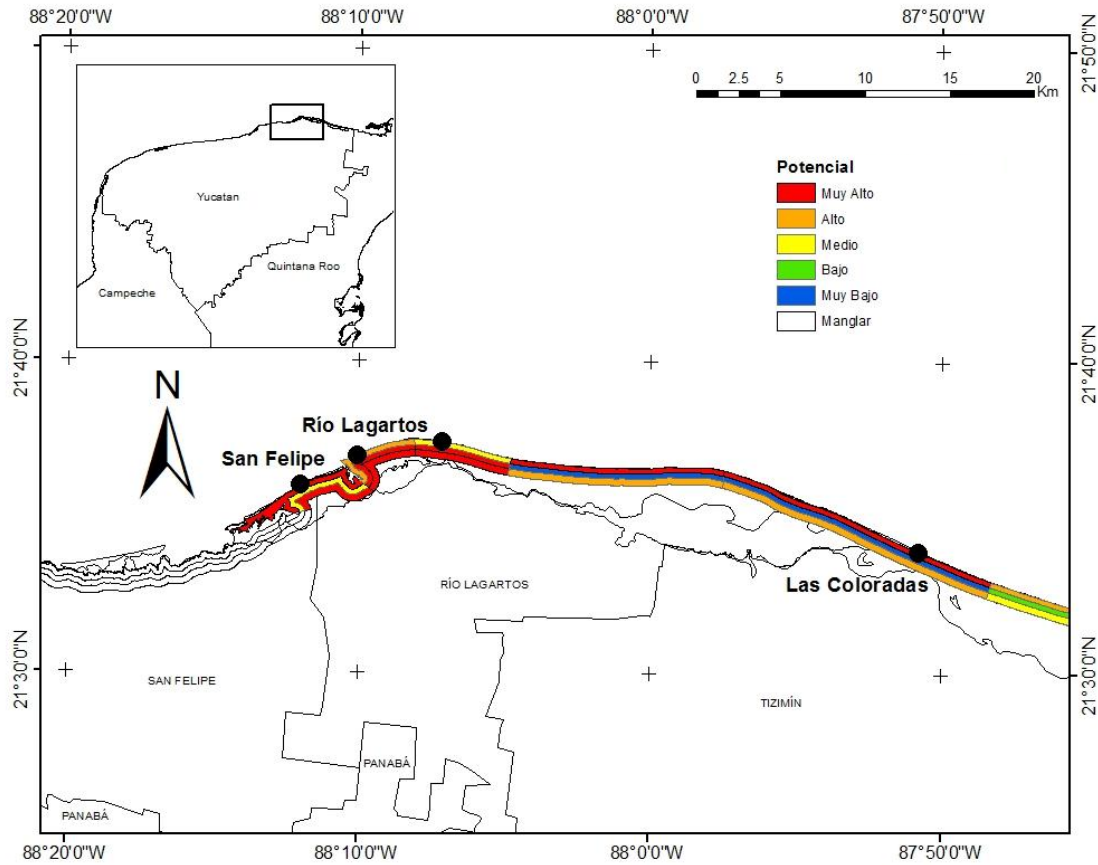 88°20'0"W 88°10'0"W 88°0'0"W 87°50'0"W
21°50'0"N
0 2.5 5 10 15 20
Km
Potencial
Muy Alto
Alto
Medio
Bajo
Muy Bajo
Manglar
Yucatan
Quintana Roo
Campeche
21°40'0"N 21°40'0"N
N
Río Lagartos
San Felipe
Las Coloradas
RÍO LAGARTOS
SAN FELIPE
TIZIMÍN
21°30'0"N 21°30'0"N
PANABÁ
PANABÁ
88°20'0"W 88°10'0"W 88°0'0"W 87°50'0"W